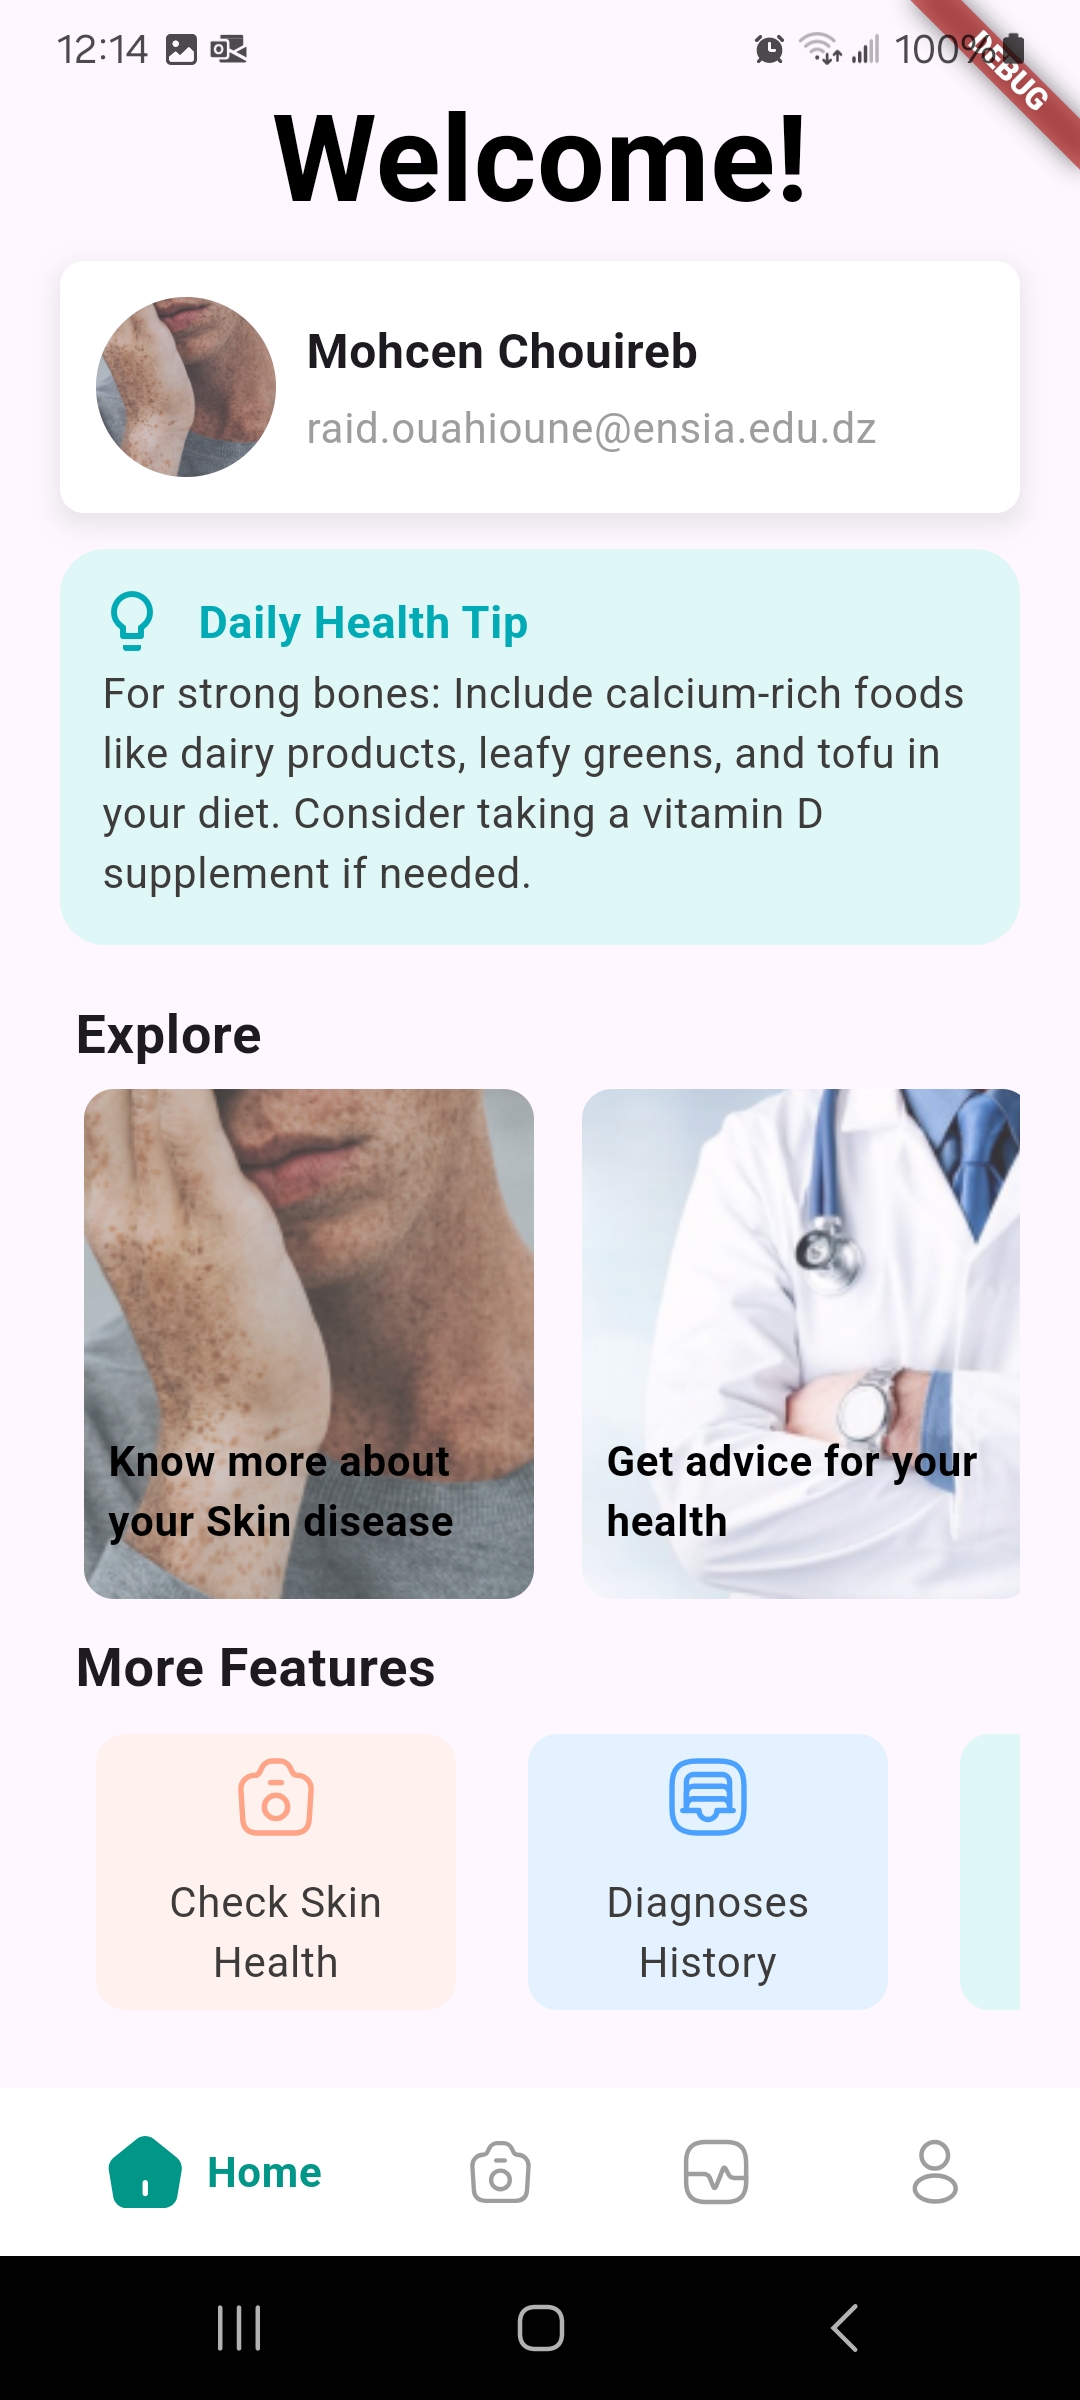 12:14
100%
DEBUG
Welcome!
Mohcen Chouireb
raid.ouahioune@ensia.edu.dz
Daily Health Tip
For strong bones: Include calcium-rich foods
like dairy products, leafy greens, and tofu in
your diet. Consider taking a vitamin D
supplement if needed.
Explore
Know more about
your Skin disease
Get advice for your
health
More Features
Check Skin
Health
Diagnoses
History
Home